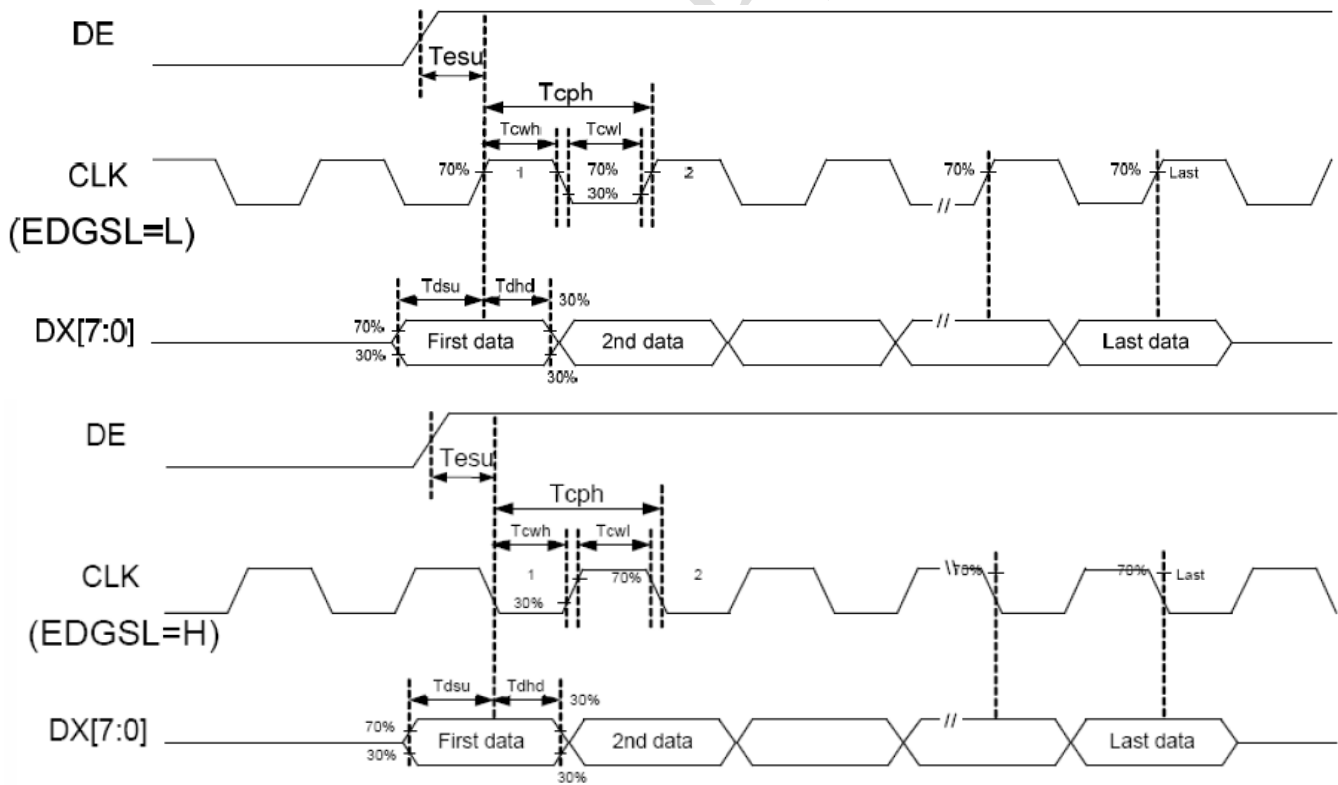 DE
Tesu
Tcph
Tcwh Tcwl
CLK 70% 1 70% 2 70% 70% Last
30%
(EDGSL=L)
//
Tdsu Tdhd 30%
DX[7:0] 70% First data 2nd data // Last data
30%
30%
DE
Tesu
Tcph
Tcwh Tcwl
CLK 1 70% 2 \\ 70% 70% Last
30%
(EDGSL=H)
Tdsu Tdhd 30%
DX[7:0] 70% First data 2nd data // Last data
30%
30%